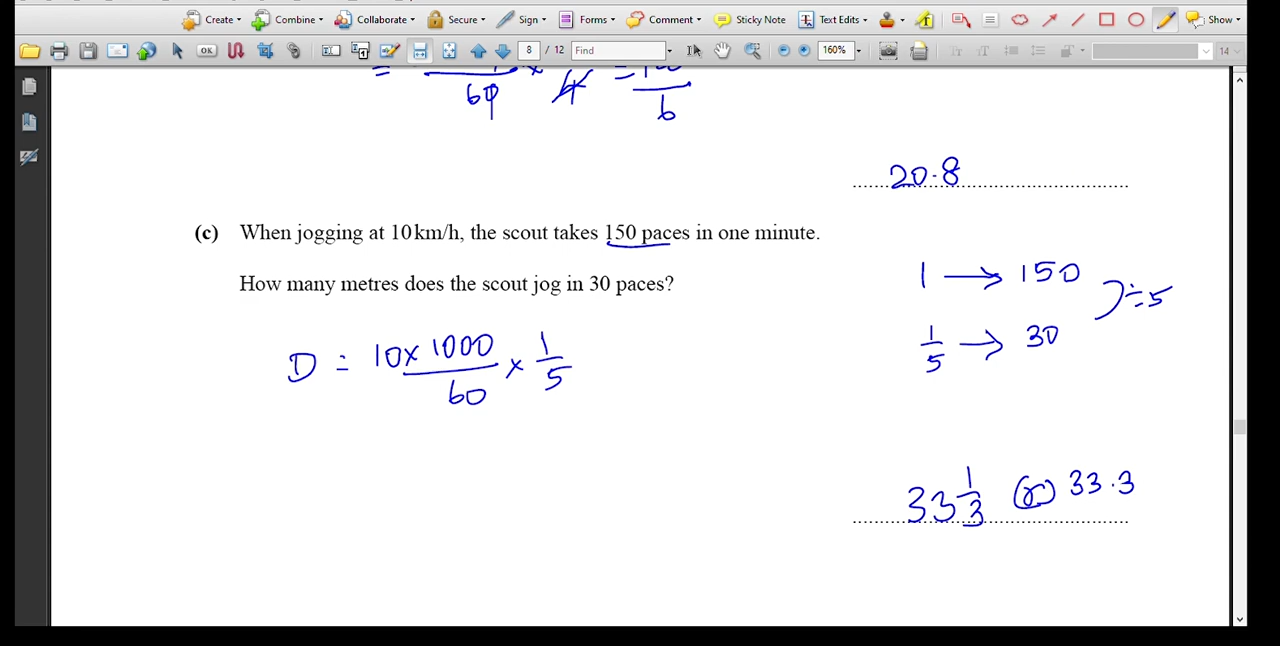 Create Combine Collaborate Secure Sign Forms Comment Sticky Note Text Edits Show
OK 8 / 12 Find 160% 14
= 60 × 4 =
6
20.8
(c) When jogging at 10 km/h, the scout takes 150 paces in one minute.
How many metres does the scout jog in 30 paces?
1 → 150
÷5
1/5 → 30
D = 10 x 1000 / 60 x 1/5
33 1/3 (or) 33.3